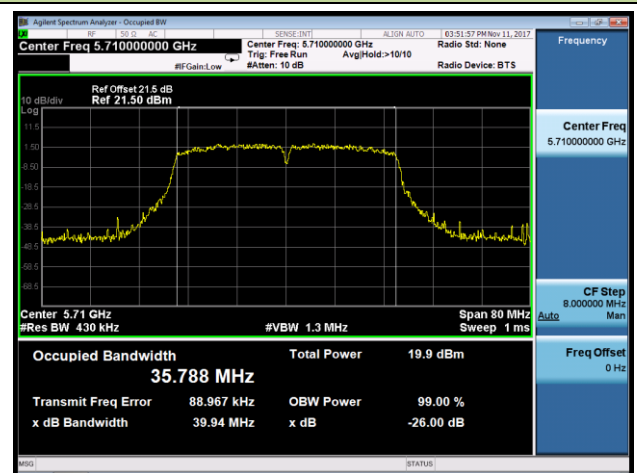 Agilent Spectrum Analyzer - Occupied BW
RF 50 Ω AC SENSE:INT ALIGN AUTO 03:51:57 PM Nov 11, 2017
Center Freq 5.710000000 GHz Center Freq: 5.710000000 GHz Radio Std: None
Trig: Free Run Avg|Hold:>10/10
#IFGain:Low #Atten: 10 dB Radio Device: BTS
Frequency
Ref Offset 21.5 dB
10 dB/div Ref 21.50 dBm
Log
11.5
1.50
-8.50
-18.5
-28.5
-38.5
-48.5
-58.5
-68.5
Center 5.71 GHz Span 80 MHz
#Res BW 430 kHz #VBW 1.3 MHz Sweep 1 ms
Center Freq
5.710000000 GHz
CF Step
8.000000 MHz
Auto Man
Freq Offset
0 Hz
Occupied Bandwidth Total Power 19.9 dBm
35.788 MHz
Transmit Freq Error 88.967 kHz OBW Power 99.00 %
x dB Bandwidth 39.94 MHz x dB -26.00 dB
MSG STATUS